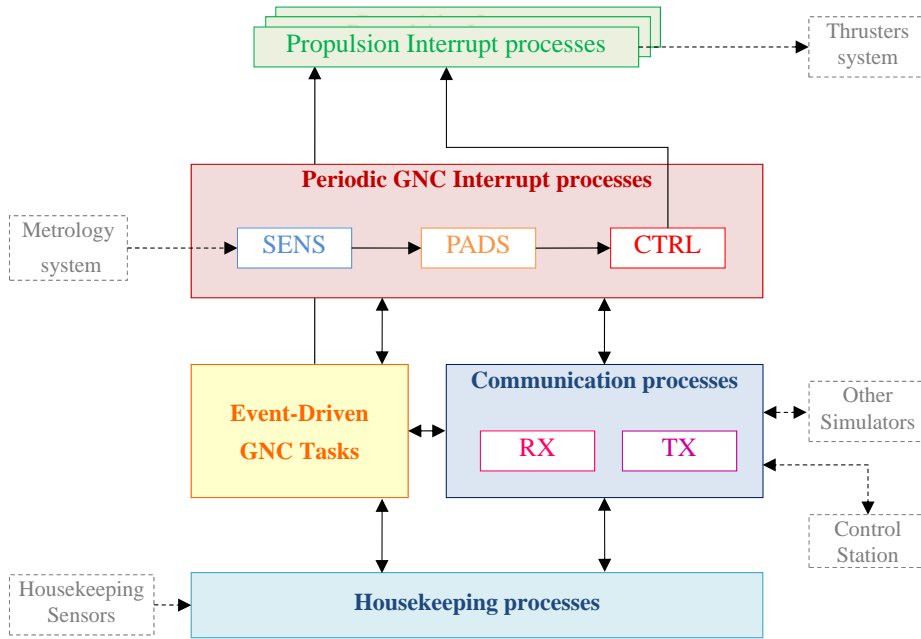 Propulsion Interrupt processes
Thrusters
system
Periodic GNC Interrupt processes
Metrology
system
SENS
PADS
CTRL
Event-Driven
GNC Tasks
Communication processes
RX
TX
Other
Simulators
Control
Station
Housekeeping
Sensors
Housekeeping processes